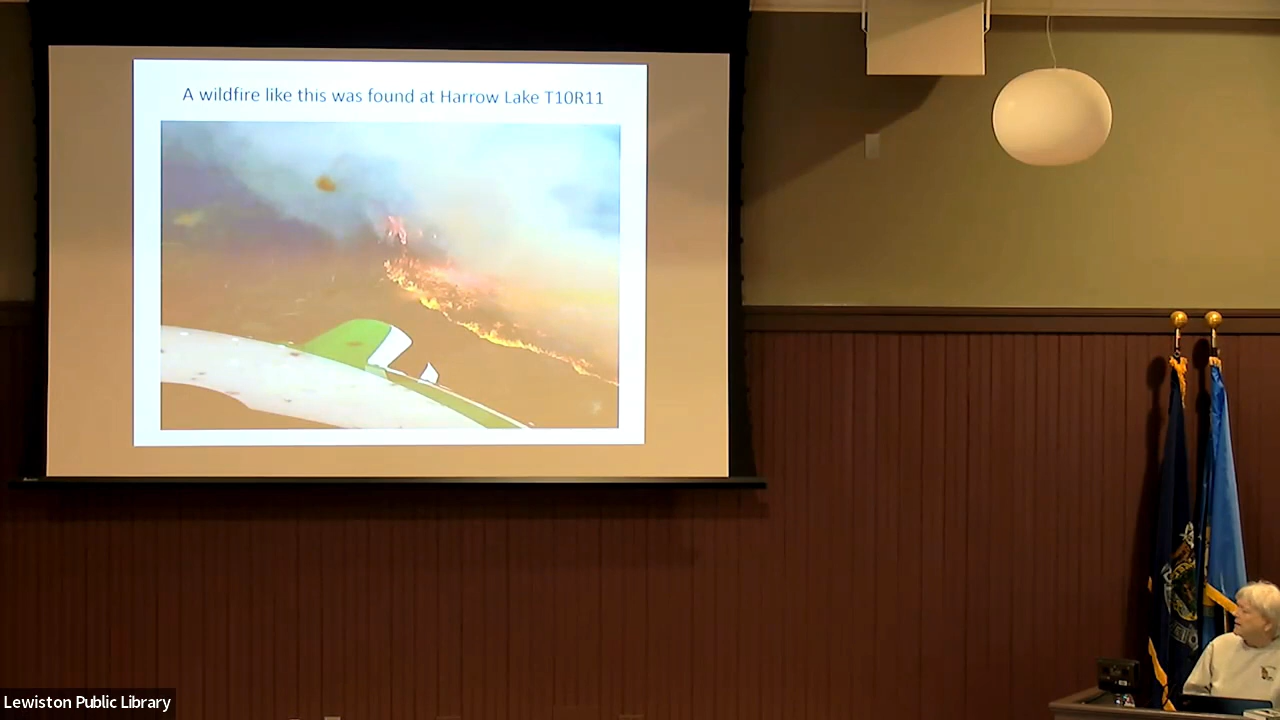 A wildfire like this was found at Harrow Lake T10R11
Lewiston Public Library